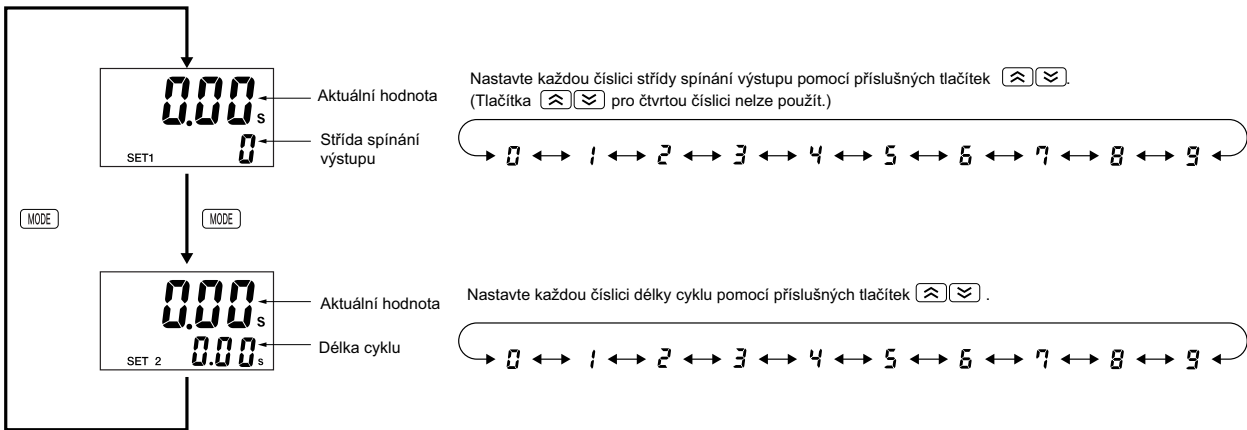 0.00 s
Aktuální hodnota
SET1 0
Střída spínání
výstupu
Nastavte každou číslici střídy spínání výstupu pomocí příslušných tlačítek .
(Tlačítka pro čtvrtou číslici nelze použít.)
0 1 2 3 4 5 6 7 8 9
MODE
MODE
0.00 s
Aktuální hodnota
SET 2 0.00 s
Délka cyklu
Nastavte každou číslici délky cyklu pomocí příslušných tlačítek .
0 1 2 3 4 5 6 7 8 9